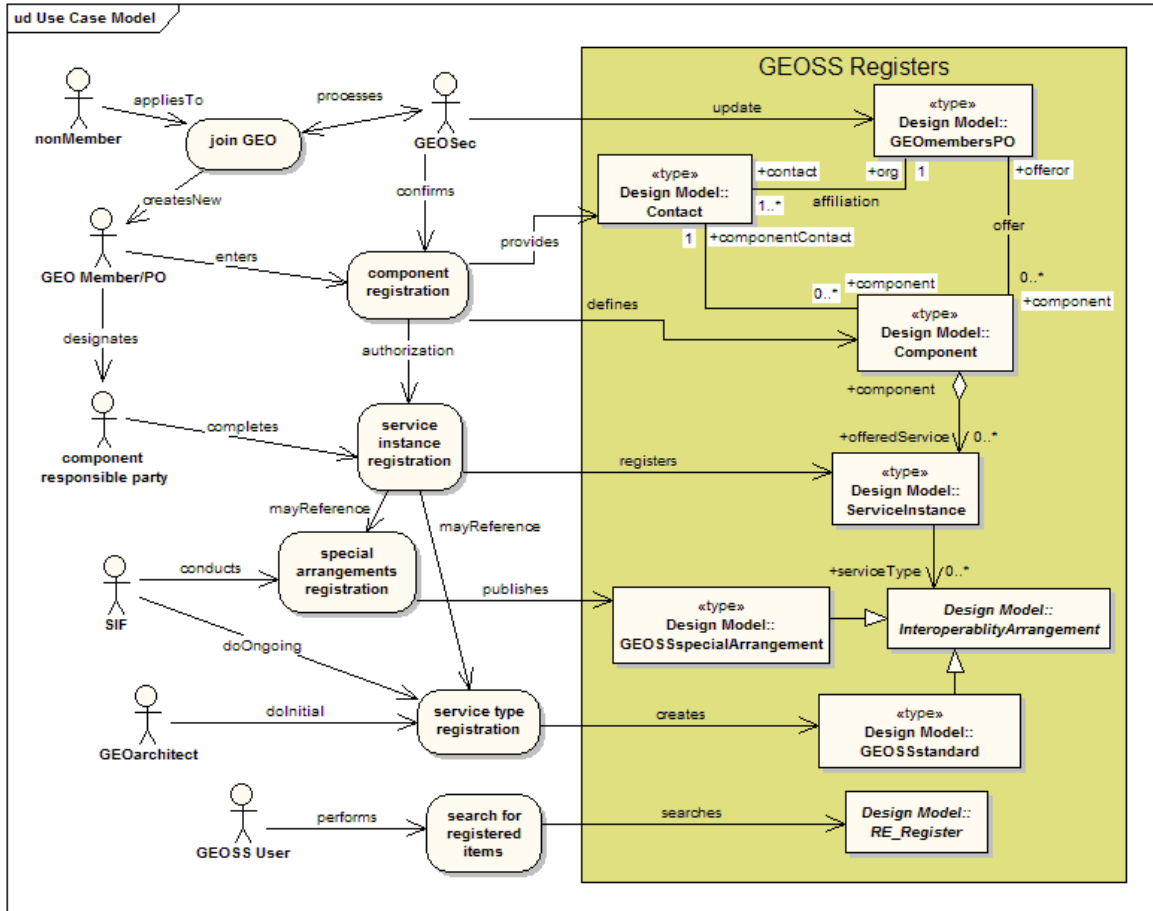 ud Use Case Model
GEOSS Registers
appliesTo
processes
update
«type»
Design Model::
GEOmembersPO
nonMember
join GEO
GEOSec
«type»
Design Model::
Contact
+contact
+org
1
+offeror
createsNew
confirms
1..*
affiliation
offer
provides
1
+componentContact
GEO Member/PO
enters
component
registration
+component
0..*
0..*
+component
defines
«type»
Design Model::
Component
designates
authorization
+component
component
responsible party
completes
service
instance
registration
+offeredService
0..*
registers
«type»
Design Model::
ServiceInstance
mayReference
mayReference
special
arrangements
registration
conducts
SIF
publishes
+serviceType
0..*
«type»
Design Model::
GEOSSspecialArrangement
Design Model::
InteroperablityArrangement
doOngoing
doInitial
GEOarchitect
service type
registration
creates
«type»
Design Model::
GEOSSstandard
performs
GEOSS User
search for
registered
items
searches
Design Model::
RE_Register